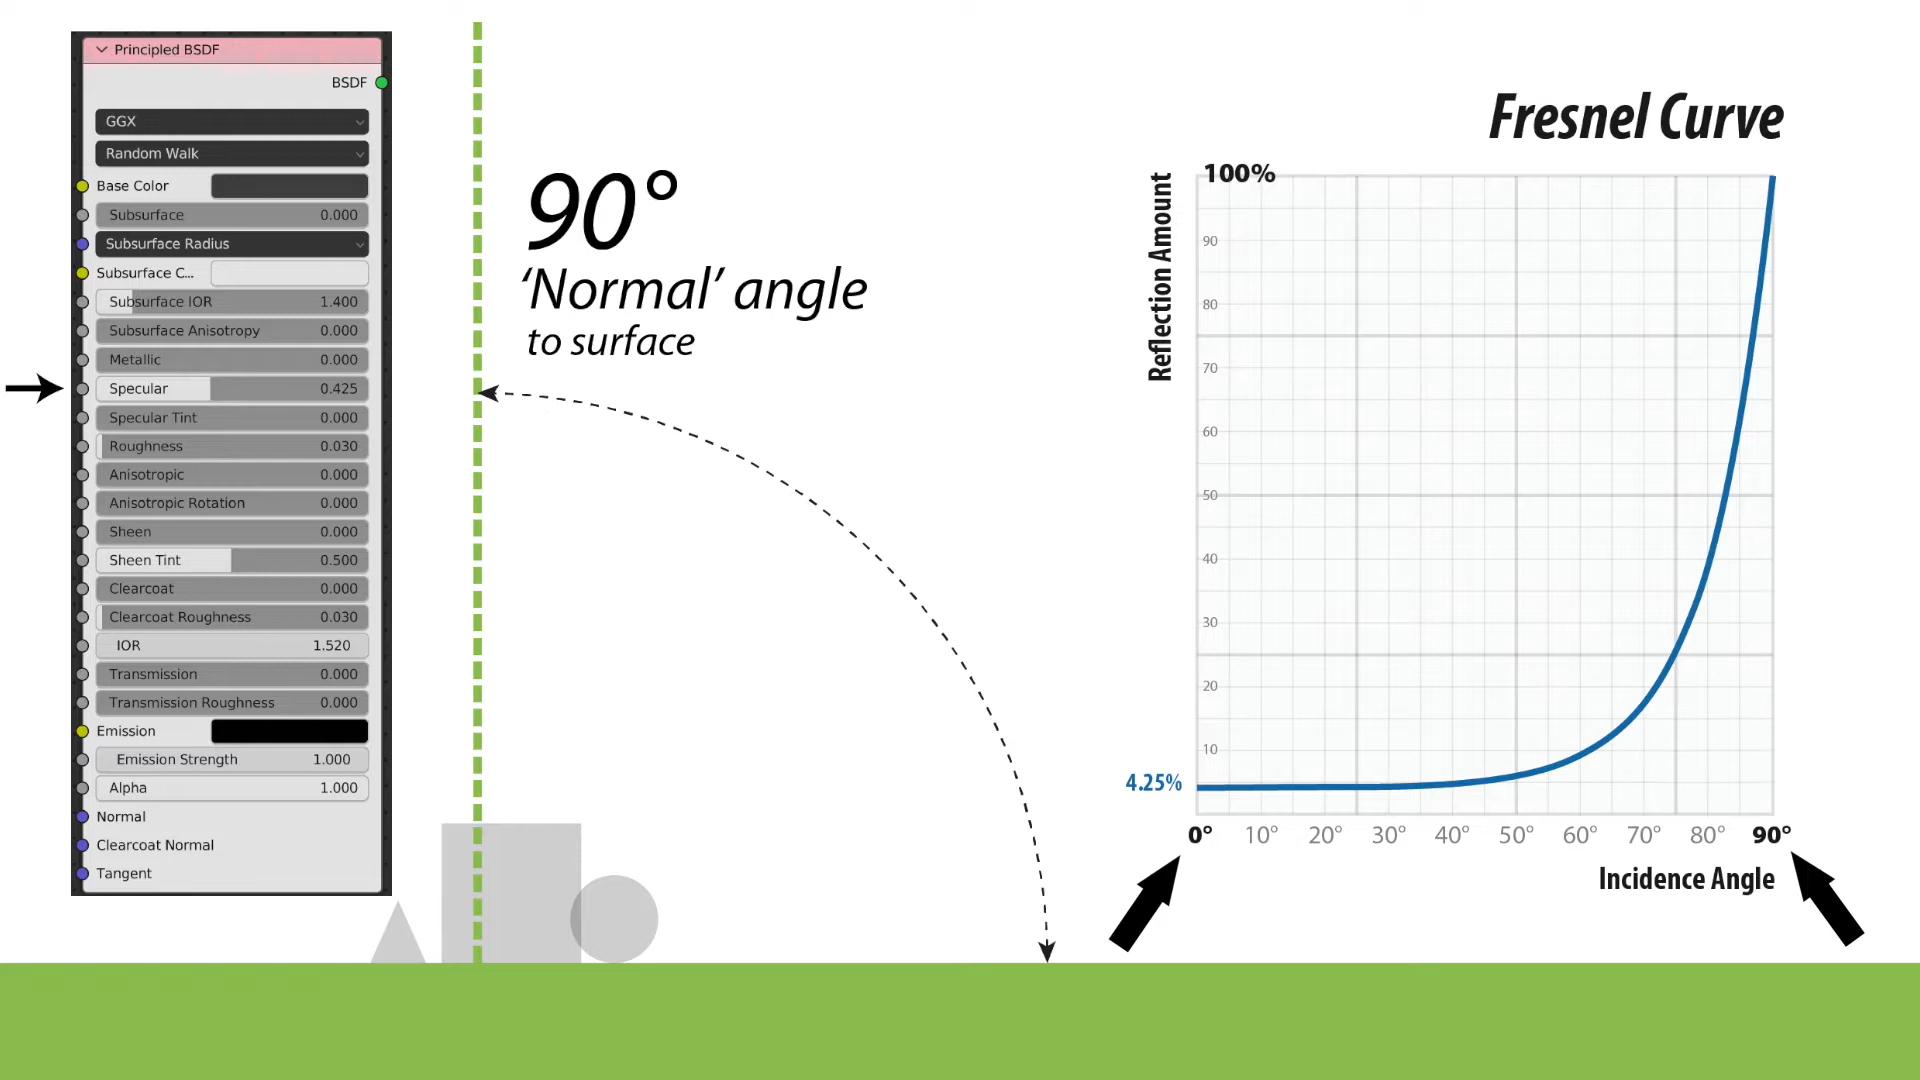 Principled BSDF
BSDF
GGX
Random Walk
Base Color
Subsurface 0.000
Subsurface Radius
Subsurface C...
Subsurface IOR 1.400
Subsurface Anisotropy 0.000
Metallic 0.000
Specular 0.425
Specular Tint 0.000
Roughness 0.030
Anisotropic 0.000
Anisotropic Rotation 0.000
Sheen 0.000
Sheen Tint 0.500
Clearcoat 0.000
Clearcoat Roughness 0.030
IOR 1.520
Transmission 0.000
Transmission Roughness 0.000
Emission
Emission Strength 1.000
Alpha 1.000
Normal
Clearcoat Normal
Tangent
90°
‘Normal’ angle
to surface
Fresnel Curve
Reflection Amount
100%
90
80
70
60
50
40
30
20
10
4.25%
0° 10° 20° 30° 40° 50° 60° 70° 80° 90°
Incidence Angle